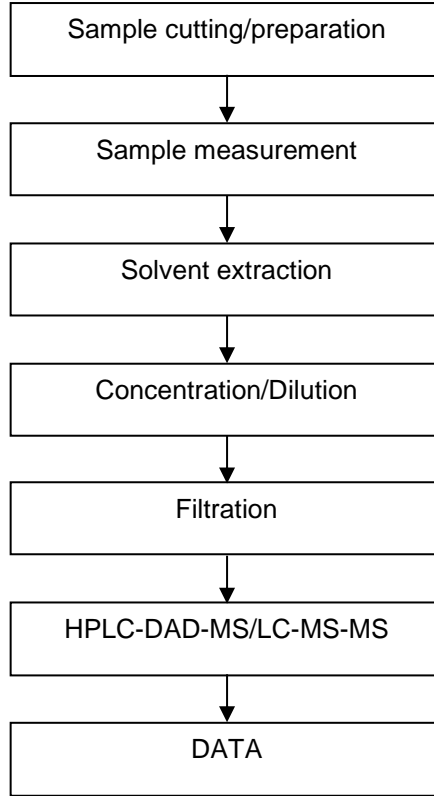 Sample cutting/preparation
Sample measurement
Solvent extraction
Concentration/Dilution
Filtration
HPLC-DAD-MS/LC-MS-MS
DATA